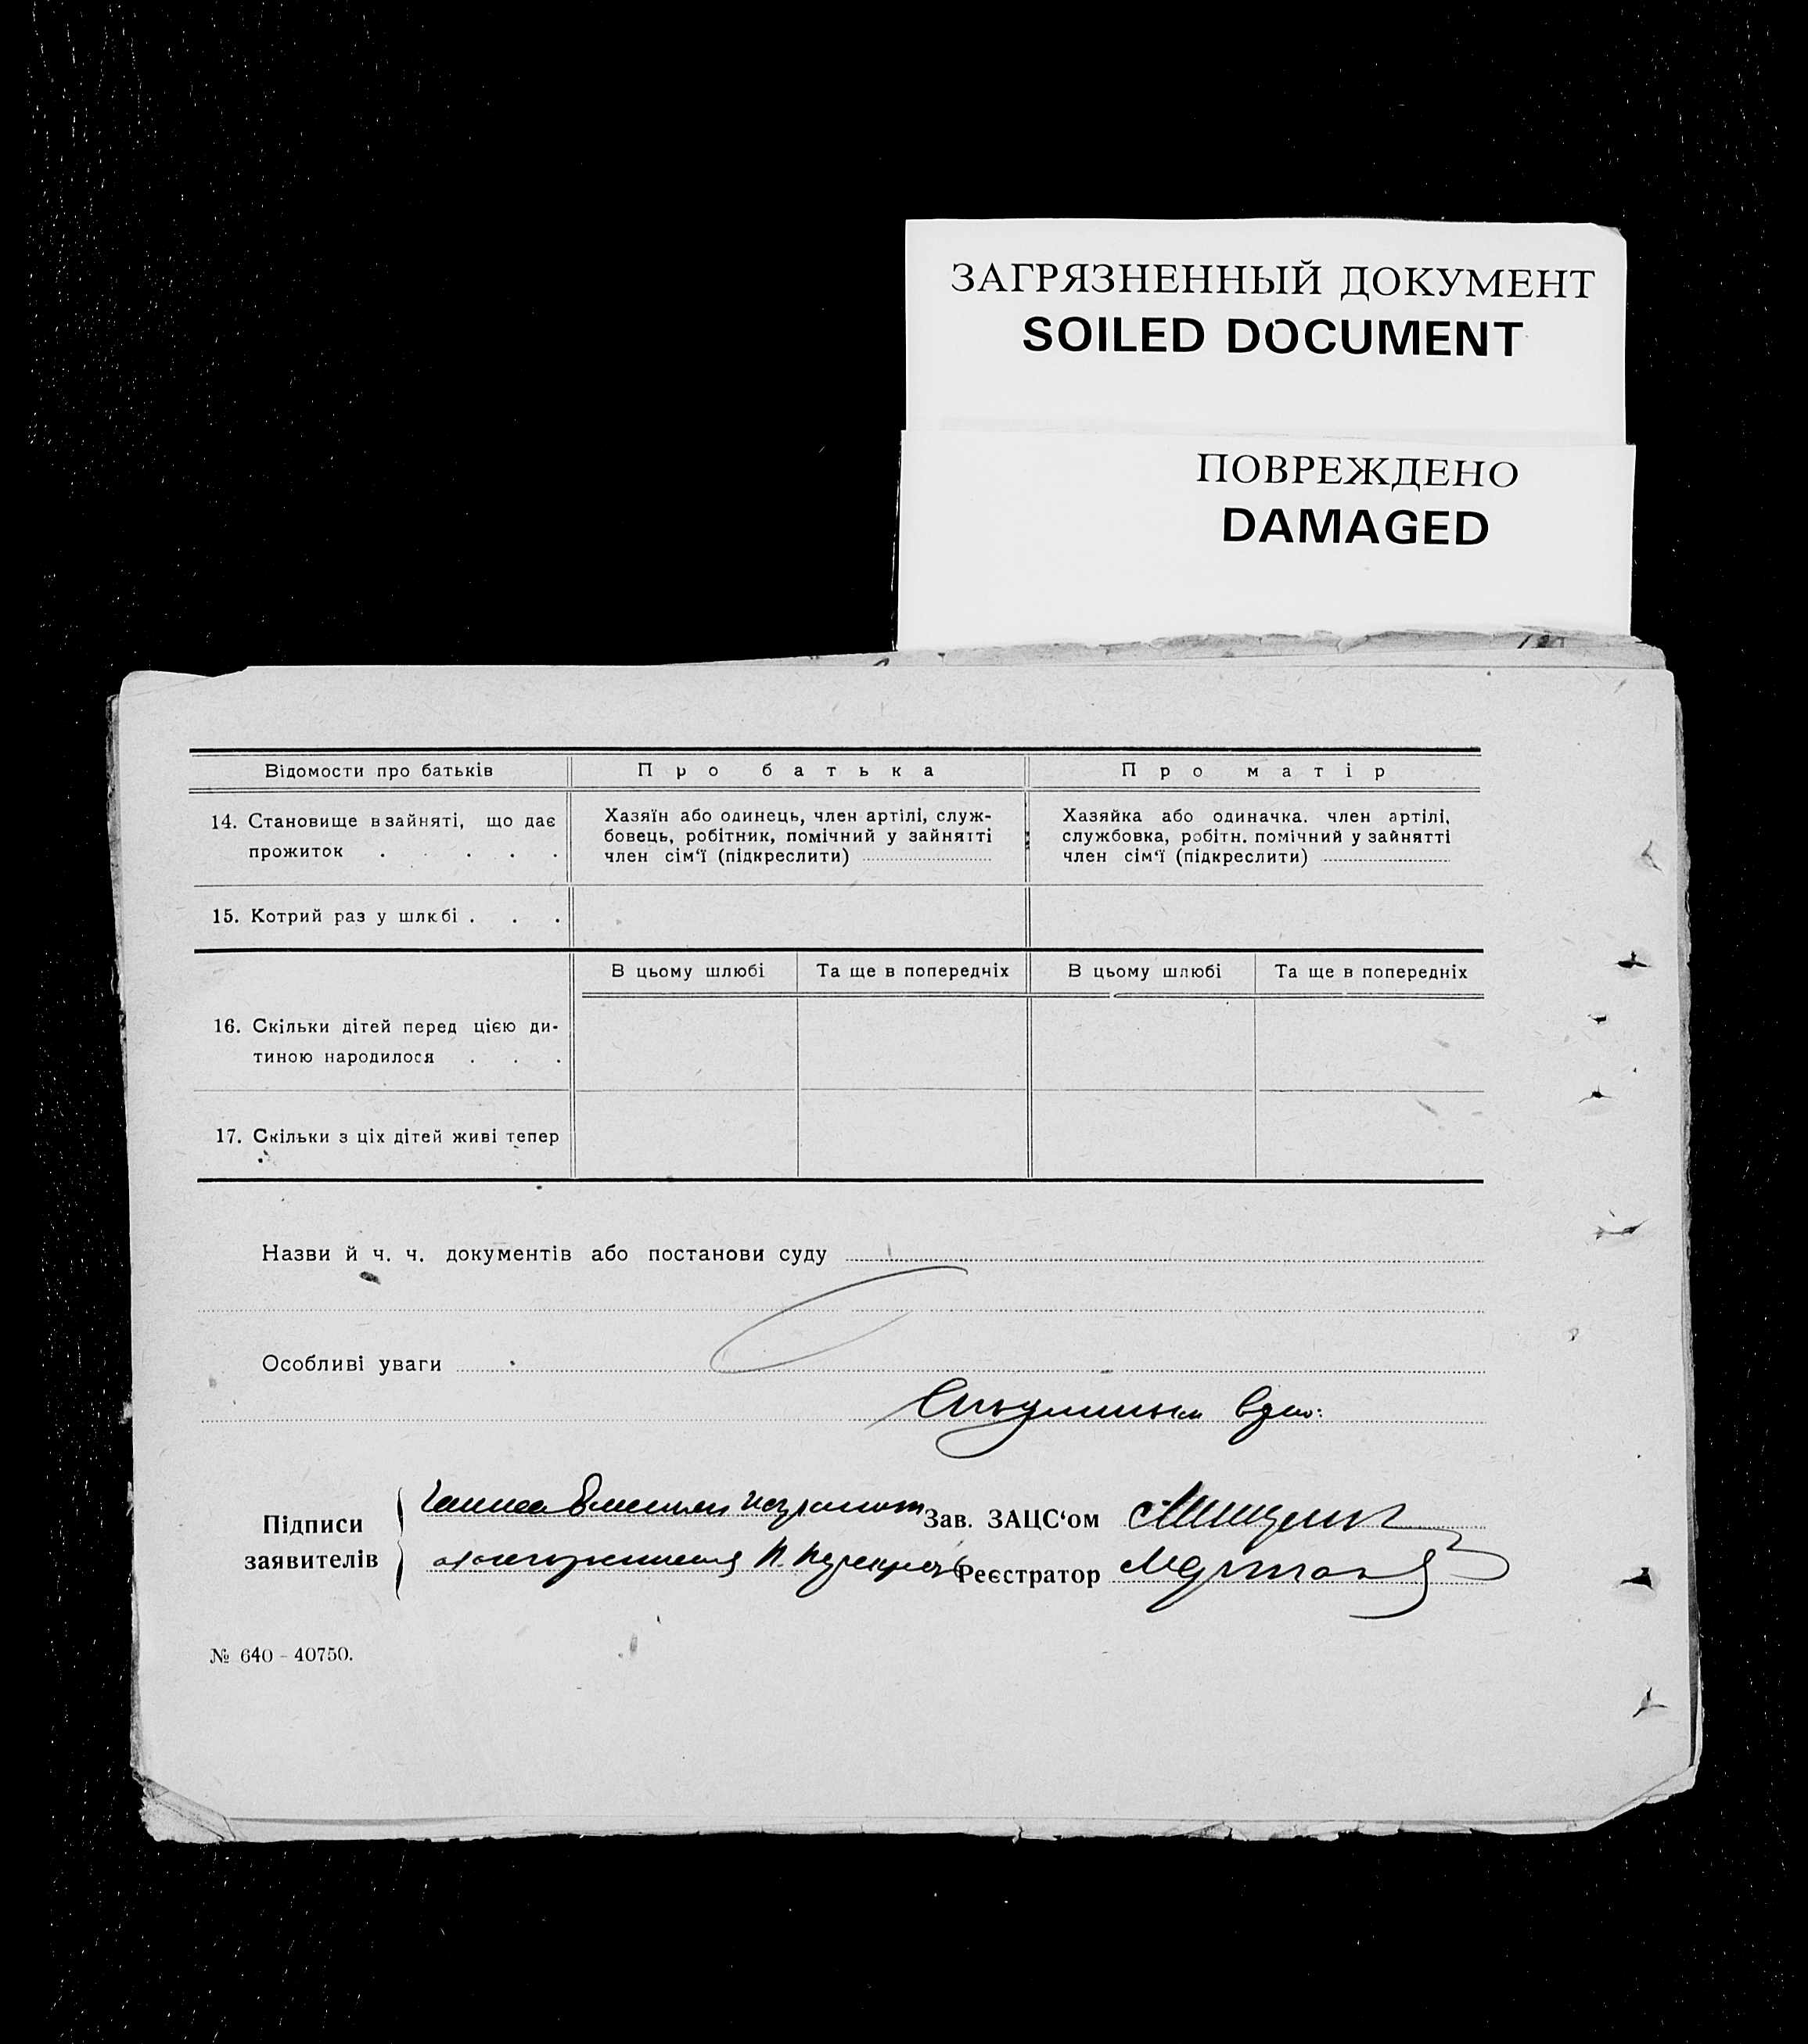 ЗАГРЯЗНЕННЫЙ ДОКУМЕНТ
SOILED DOCUMENT
ПОВРЕЖДЕНО
DAMAGED
Відомости про батьків
Про батька
Про матір
14. Становище в зайняті, що дає
прожиток . . . . .
Хазяїн або одинець, член артілі, служ-
бовець, робітник, помічний у зайнятті
член сім‘ї (підкреслити)
Хазяйка або одиначка. член артілі,
службовка, робітн. помічний у зайнятті
член сім‘ї (підкреслити)
15. Котрий раз у шлюбі . . .
В цьому шлюбі
Та ще в попередніх
В цьому шлюбі
Та ще в попередніх
16. Скільки дітей перед цією ди-
тиною народилося . . .
17. Скільки з ціх дітей живі тепер
Назви й ч. ч. документів або постанови суду
Особливі уваги
Підписи
заявителів
Зав. ЗАЦС‘ом
Реєстратор
№ 640 - 40750.